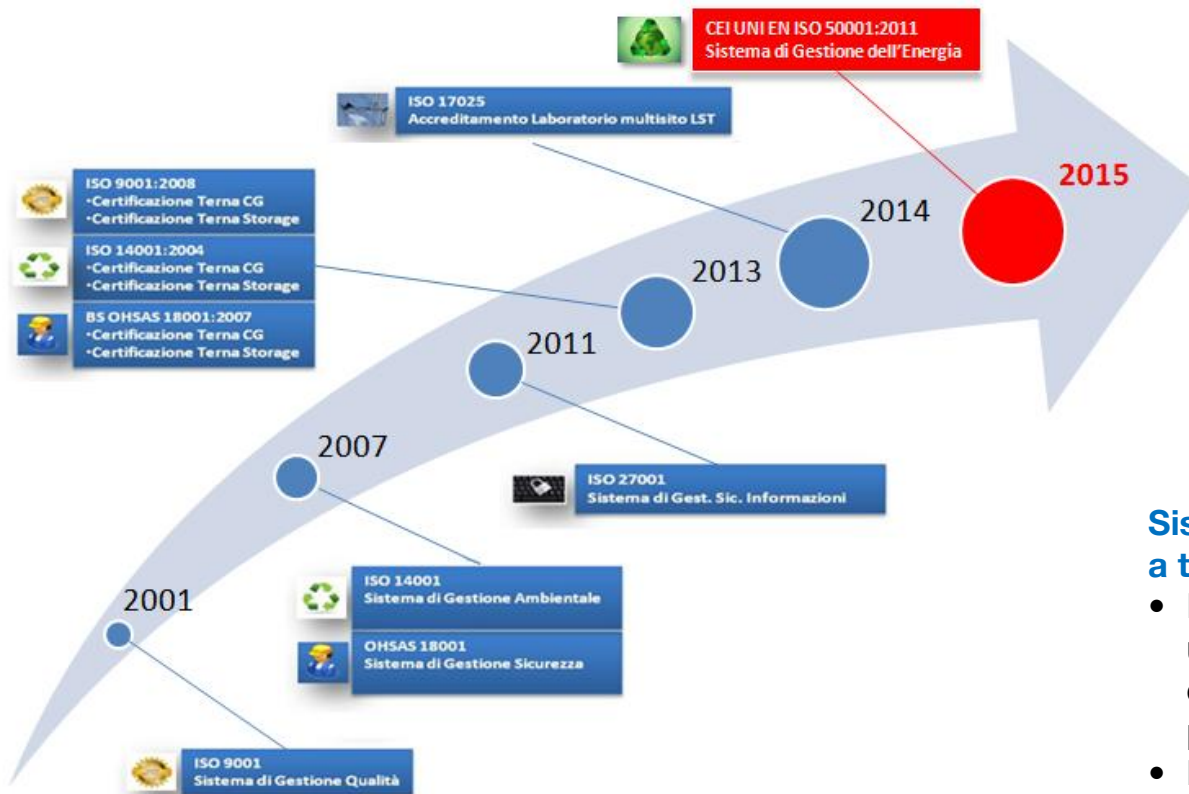 CEI UNI EN ISO 50001:2011
Sistema di Gestione dell'Energia
ISO 17025
Accreditamento Laboratorio multisito LST
2015
ISO 9001:2008
•Certificazione Terna CG
•Certificazione Terna Storage
ISO 14001:2004
•Certificazione Terna CG
•Certificazione Terna Storage
BS OHSAS 18001:2007
•Certificazione Terna CG
•Certificazione Terna Storage
2014
2013
2011
2007
ISO 27001
Sistema di Gest. Sic. Informazioni
ISO 14001
Sistema di Gestione Ambientale
OHSAS 18001
Sistema di Gestione Sicurezza
2001
ISO 9001
Sistema di Gestione Qualità
a t